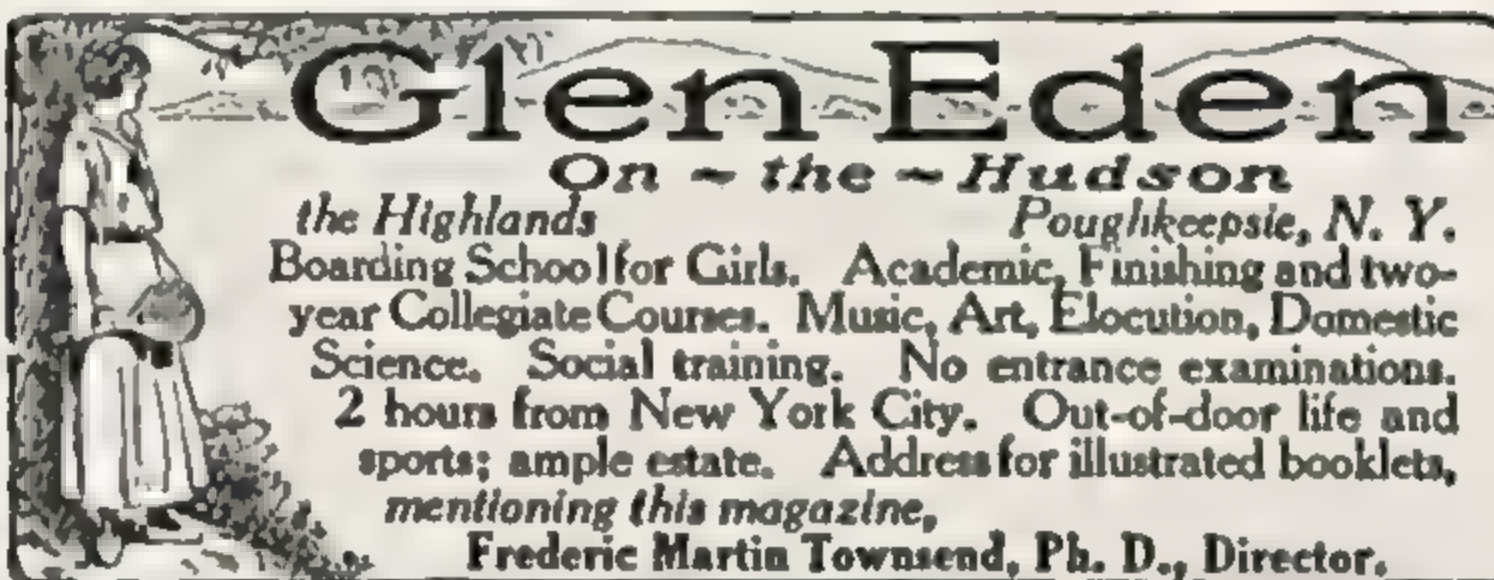 Glen Eden
On ~ the ~ Hudson
the Highlands Poughkeepsie, N. Y.
Boarding School for Girls. Academic, Finishing and two-
year Collegiate Courses. Music, Art, Elocution, Domestic
Science. Social training. No entrance examinations.
2 hours from New York City. Out-of-door life and
sports; ample estate. Address for illustrated booklets,
mentioning this magazine,
Frederic Martin Townsend, Ph. D., Director.